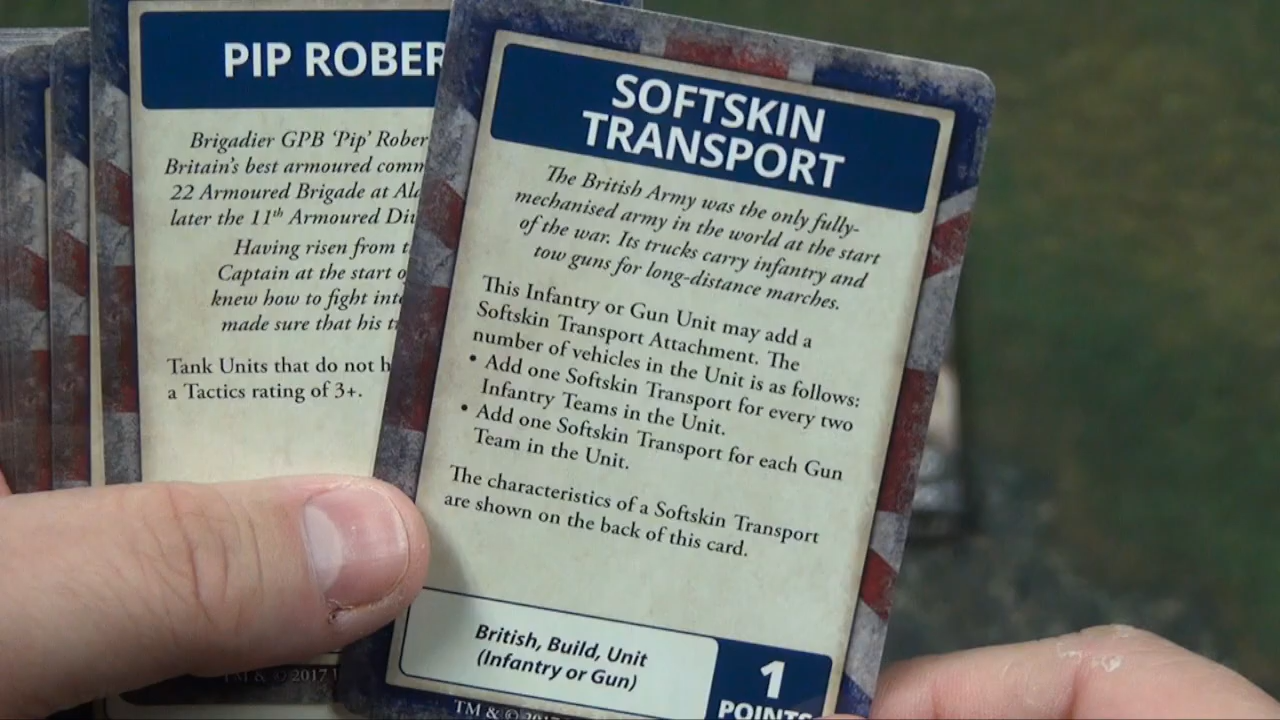 PIP ROBER
Brigadier GPB 'Pip' Rober
Britain's best armoured comm
22 Armoured Brigade at Ala
later the 11th Armoured Div
Having risen from t
Captain at the start o
knew how to fight inte
made sure that his t
Tank Units that do not h
a Tactics rating of 3+.
TM & © 2017
SOFTSKIN
TRANSPORT
The British Army was the only fully-
mechanised army in the world at the start
of the war. Its trucks carry infantry and
tow guns for long-distance marches.
This Infantry or Gun Unit may add a
Softskin Transport Attachment. The
number of vehicles in the Unit is as follows:
• Add one Softskin Transport for every two
Infantry Teams in the Unit.
• Add one Softskin Transport for each Gun
Team in the Unit.
The characteristics of a Softskin Transport
are shown on the back of this card.
British, Build, Unit
(Infantry or Gun)
1
POINTS
TM & © 2017